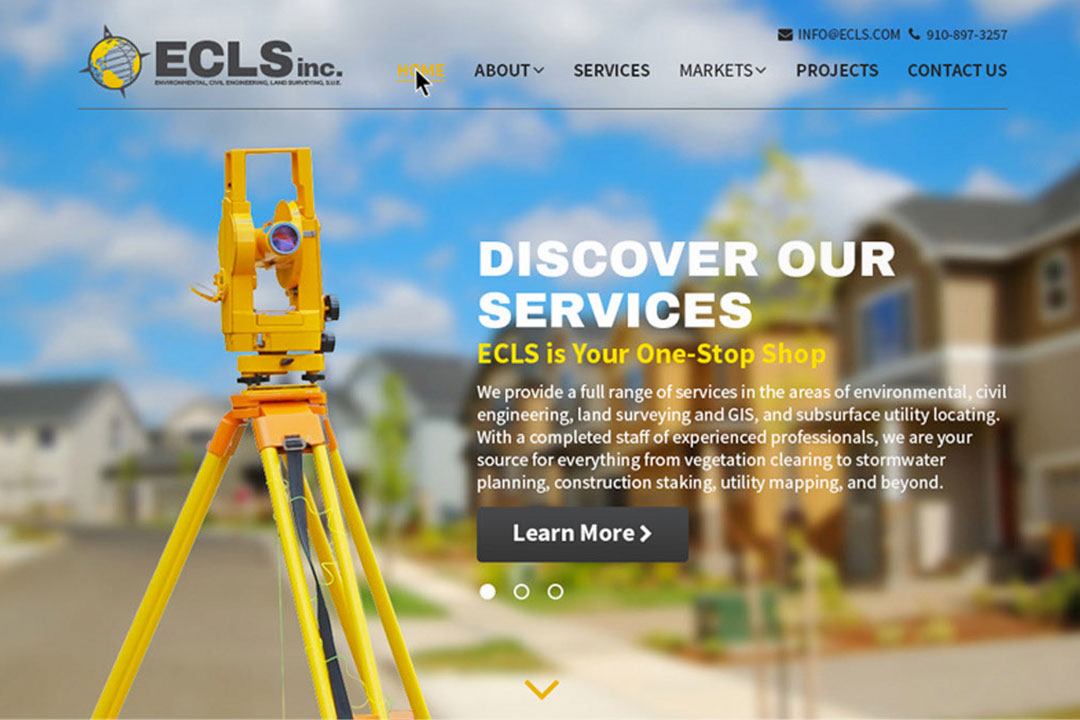 INFO@ECLS.COM 910-897-3257
ECLS inc.
ENVIRONMENTAL, CIVIL ENGINEERING, LAND SURVEYING, S.U.E.
HOME ABOUT SERVICES MARKETS PROJECTS CONTACT US
DISCOVER OUR
SERVICES
ECLS is Your One-Stop Shop
We provide a full range of services in the areas of environmental, civil
engineering, land surveying and GIS, and subsurface utility locating.
With a completed staff of experienced professionals, we are your
source for everything from vegetation clearing to stormwater
planning, construction staking, utility mapping, and beyond.
Learn More